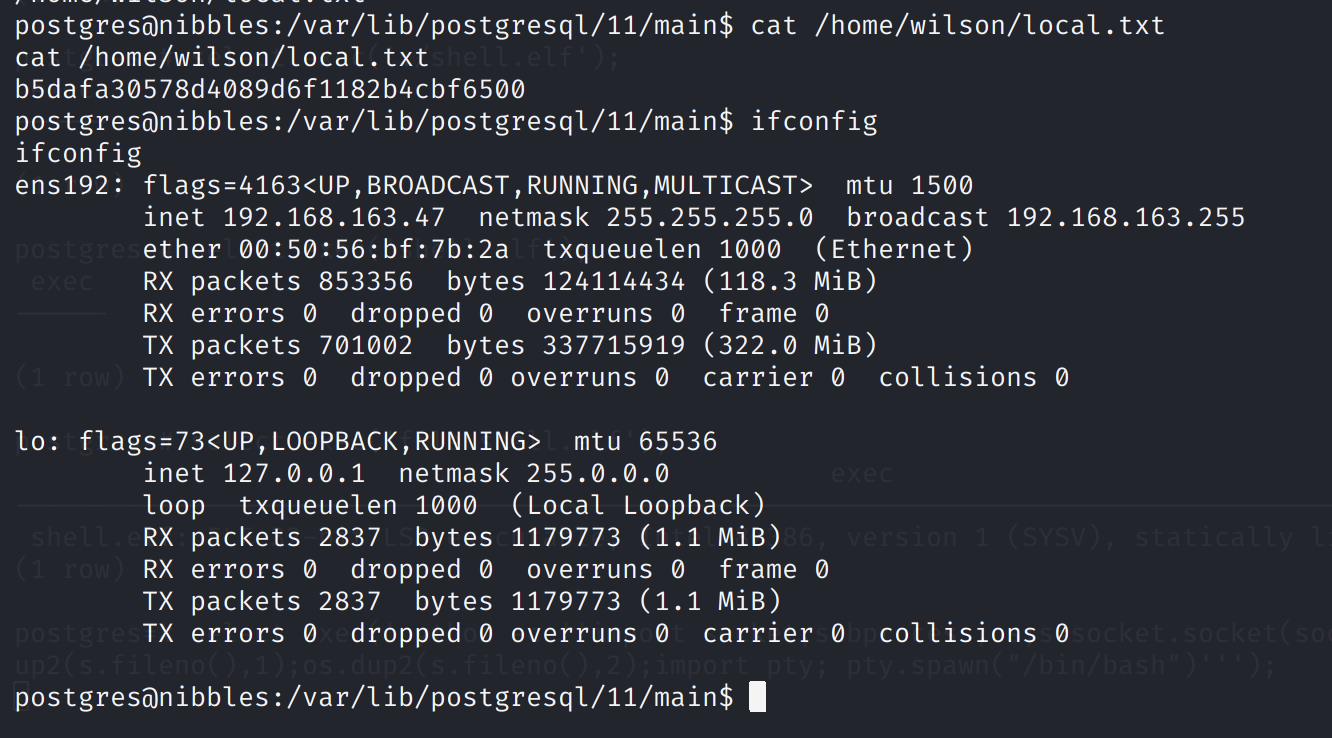 postgres@nibbles:/var/lib/postgresql/11/main$ cat /home/wilson/local.txt
cat /home/wilson/local.txt
b5dafa30578d4089d6f1182b4cbf6500
postgres@nibbles:/var/lib/postgresql/11/main$ ifconfig
ifconfig
ens192: flags=4163<UP,BROADCAST,RUNNING,MULTICAST>  mtu 1500
        inet 192.168.163.47  netmask 255.255.255.0  broadcast 192.168.163.255
        ether 00:50:56:bf:7b:2a  txqueuelen 1000  (Ethernet)
        RX packets 853356  bytes 124114434 (118.3 MiB)
        RX errors 0  dropped 0  overruns 0  frame 0
        TX packets 701002  bytes 337715919 (322.0 MiB)
        TX errors 0  dropped 0 overruns 0  carrier 0  collisions 0
lo: flags=73<UP,LOOPBACK,RUNNING>  mtu 65536
        inet 127.0.0.1  netmask 255.0.0.0
        loop  txqueuelen 1000  (Local Loopback)
        RX packets 2837  bytes 1179773 (1.1 MiB)
        RX errors 0  dropped 0  overruns 0  frame 0
        TX packets 2837  bytes 1179773 (1.1 MiB)
        TX errors 0  dropped 0 overruns 0  carrier 0  collisions 0
postgres@nibbles:/var/lib/postgresql/11/main$